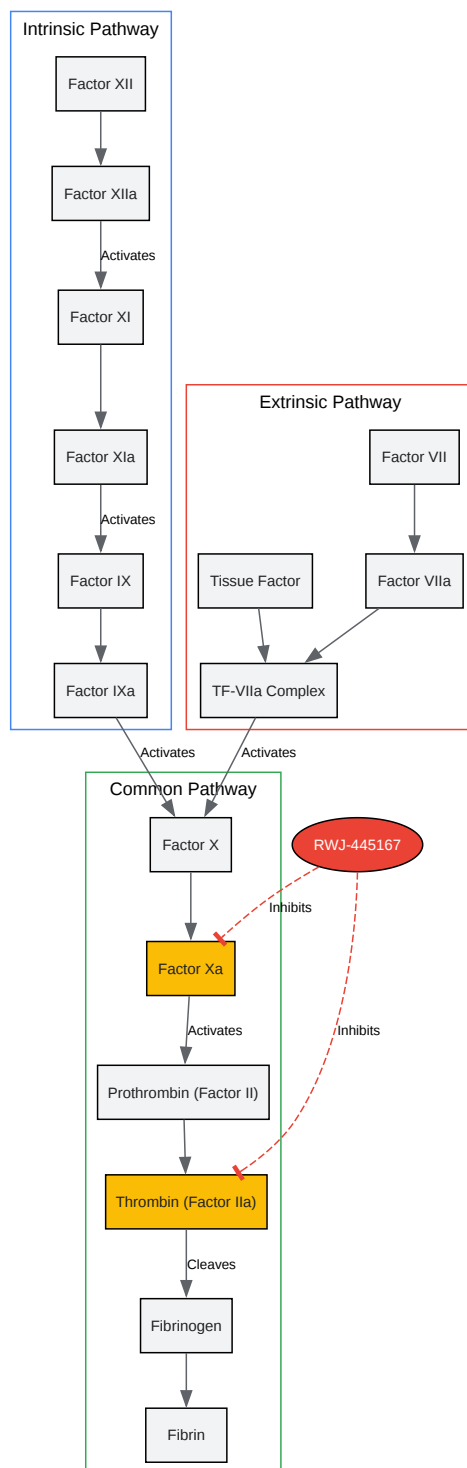 Intrinsic Pathway
Factor XII
Factor XIIa
Activates
Factor XI
Factor XIa
Activates
Factor IX
Factor IXa
Extrinsic Pathway
Factor VII
Tissue Factor
Factor VIIa
TF-VIIa Complex
Activates
Activates
Common Pathway
Factor X
RWJ-445167
Inhibits
Factor Xa
Activates
Inhibits
Prothrombin (Factor II)
Thrombin (Factor IIa)
Cleaves
Fibrinogen
Fibrin